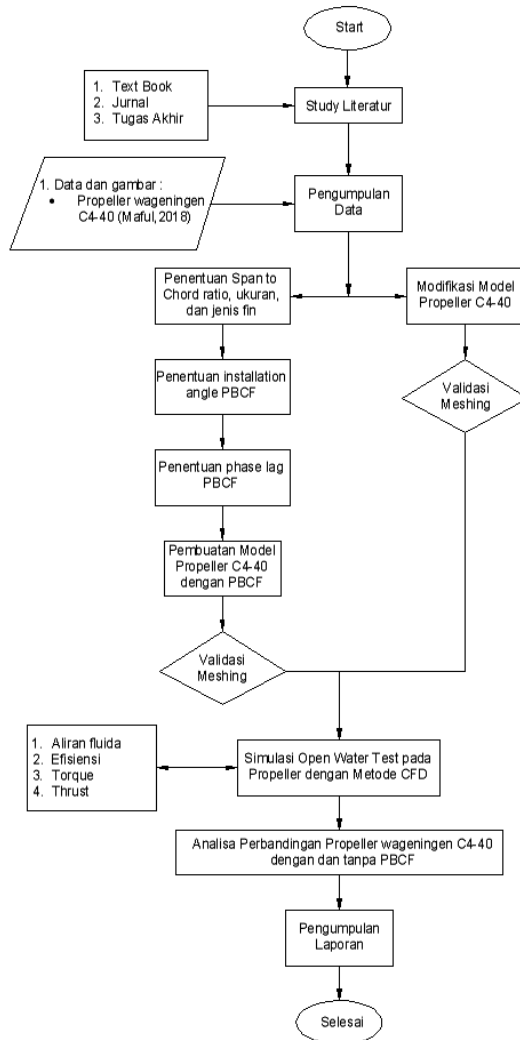 Start
1. Text Book
2. Jurnal
3. Tugas Akhir
Study Literatur
1. Data dan gambar :
• Propeller wageningen
C4-40 (Maful,2018)
Pengumpulan
Data
Penentuan Span to
Chord ratio, ukuran,
dan jenis fin
Modifikasi Model
Propeller C4-40
Penentuan installation
angle PBCF
Validasi
Meshing
Penentuan phase lag
PBCF
Pembuatan Model
Propeller C4-40
dengan PBCF
Validasi
Meshing
1. Aliran fluida
2. Efisiensi
3. Torque
4. Thrust
Simulasi Open Water Test pada
Propeller dengan Metode CFD
Analisa Perbandingan Propeller wageningen C4-40
dengan dan tanpa PBCF
Pengumpulan
Laporan
Selesai